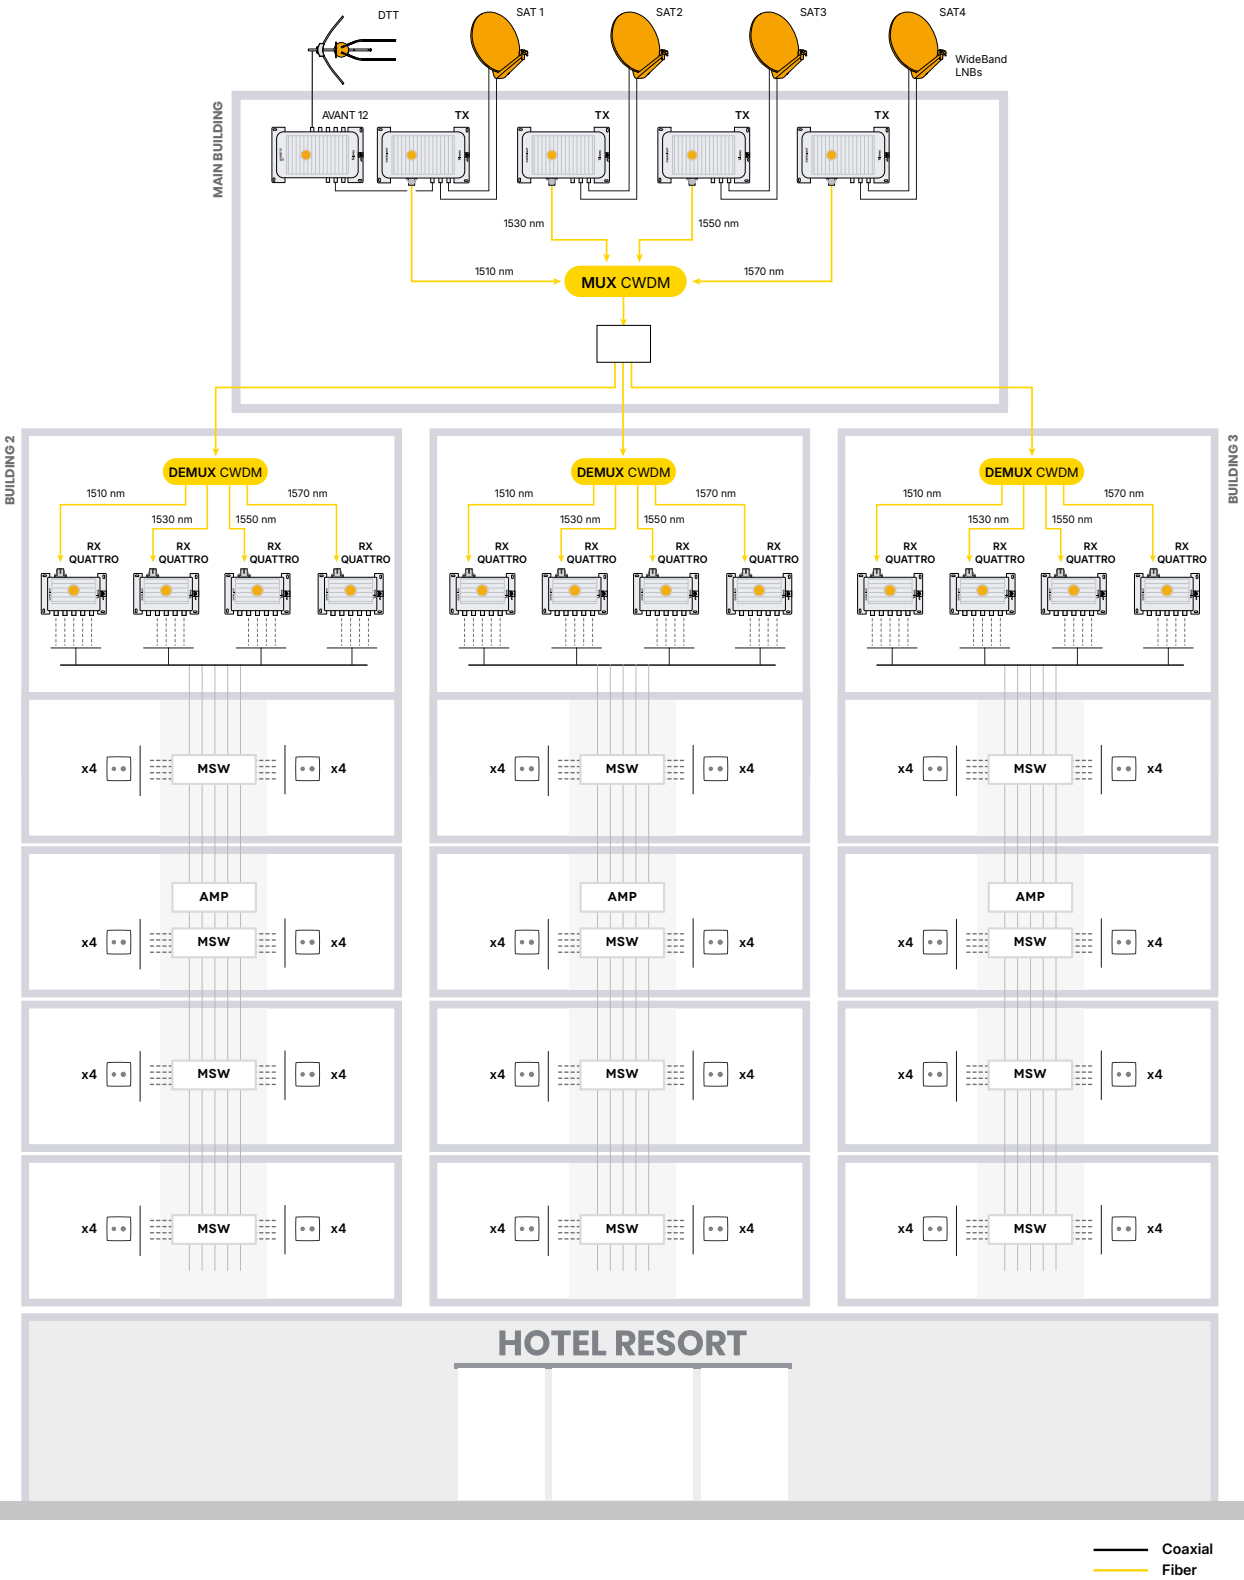 DTT
SAT 1
SAT2
SAT3
SAT4
WideBand
LNBs
MAIN BUILDING
AVANT 12
TX
TX
TX
TX
1530 nm
1550 nm
1510 nm
1570 nm
MUX CWDM
BUILDING 2
BUILDING 3
DEMUX CWDM
DEMUX CWDM
DEMUX CWDM
1510 nm
1570 nm
1510 nm
1570 nm
1510 nm
1570 nm
1530 nm
1550 nm
1530 nm
1550 nm
1530 nm
1550 nm
RX
QUATTRO
RX
QUATTRO
RX
QUATTRO
RX
QUATTRO
RX
QUATTRO
RX
QUATTRO
RX
QUATTRO
RX
QUATTRO
RX
QUATTRO
RX
QUATTRO
RX
QUATTRO
RX
QUATTRO
x4
MSW
x4
x4
MSW
x4
x4
MSW
x4
AMP
AMP
AMP
x4
MSW
x4
x4
MSW
x4
x4
MSW
x4
x4
MSW
x4
x4
MSW
x4
x4
MSW
x4
x4
MSW
x4
x4
MSW
x4
x4
MSW
x4
HOTEL RESORT
Coaxial
Fiber